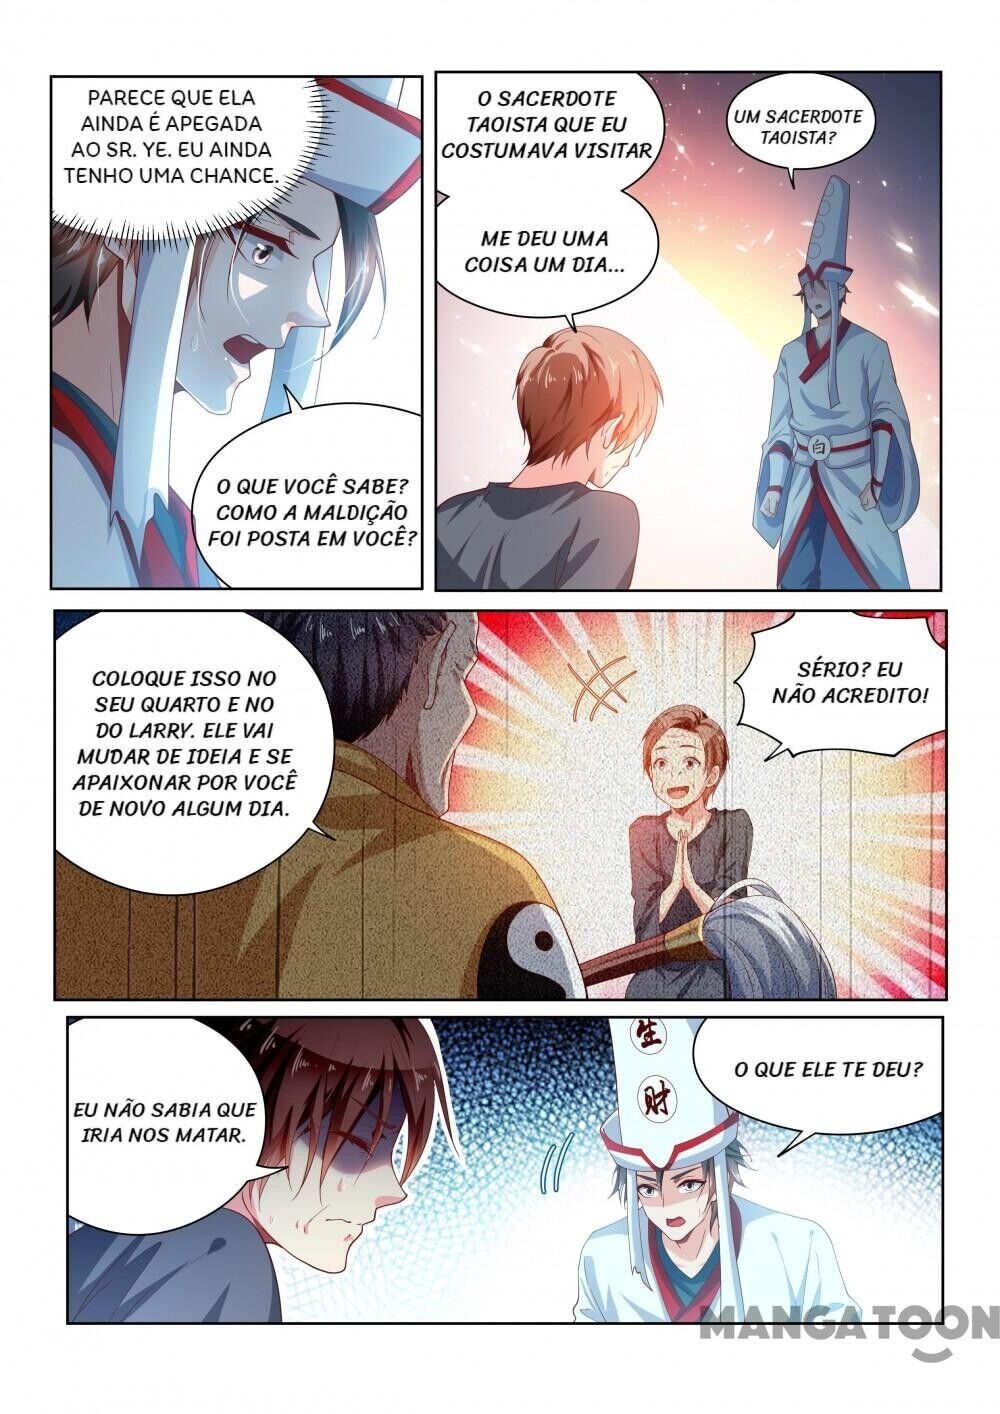 PARECE QUE ELA
AINDA É APEGADA
AO SR. YE. EU AINDA
TENHO UMA CHANCE.
O QUE VOCÊ SABE?
COMO A MALDIÇÃO
FOI POSTA EM VOCÊ?
O SACERDOTE
TAOISTA QUE EU
COSTUMAVA VISITAR
ME DEU UMA
COISA UM DIA...
UM SACERDOTE
TAOISTA?
白
COLOQUE ISSO NO
SEU QUARTO E NO
DO LARRY. ELE VAI
MUDAR DE IDEIA E SE
APAIXONAR POR VOCÊ
DE NOVO ALGUM DIA.
SÉRIO? EU
NÃO ACREDITO!
EU NÃO SABIA QUE
IRIA NOS MATAR.
生
财
O QUE ELE TE DEU?
MANGATOON